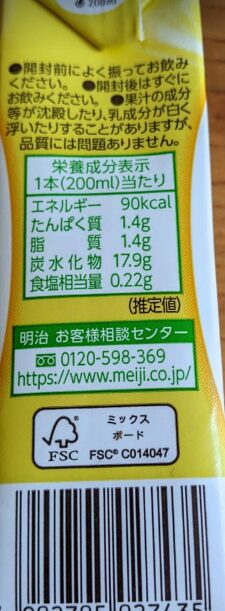 200ml
●開封前によく振ってお飲み
ください。●開封後はすぐに
お飲みください。●果汁の成分
等が沈殿したり、乳成分が白く
浮いたりすることがありますが、
品質には問題ありません。
栄養成分表示
1本(200ml)当たり
エネルギー 90kcal
たんぱく質 1.4g
脂質 1.4g
炭水化物 17.9g
食塩相当量 0.22g
(推定値)
明治 お客様相談センター
0120-598-369
https://www.meiji.co.jp/
FSC
ミックス
ボード
FSC® C014047